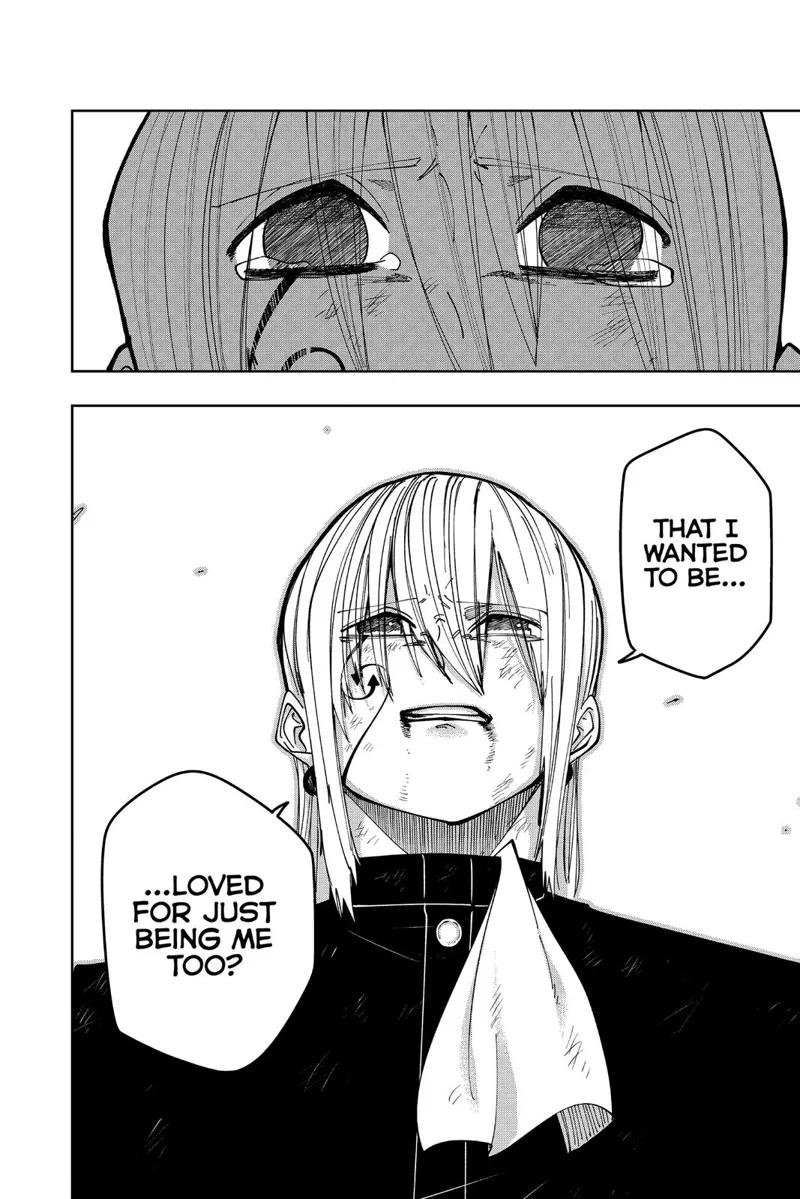 THAT I
WANTED
TO BE...
...LOVED
FOR JUST
BEING ME
TOO?